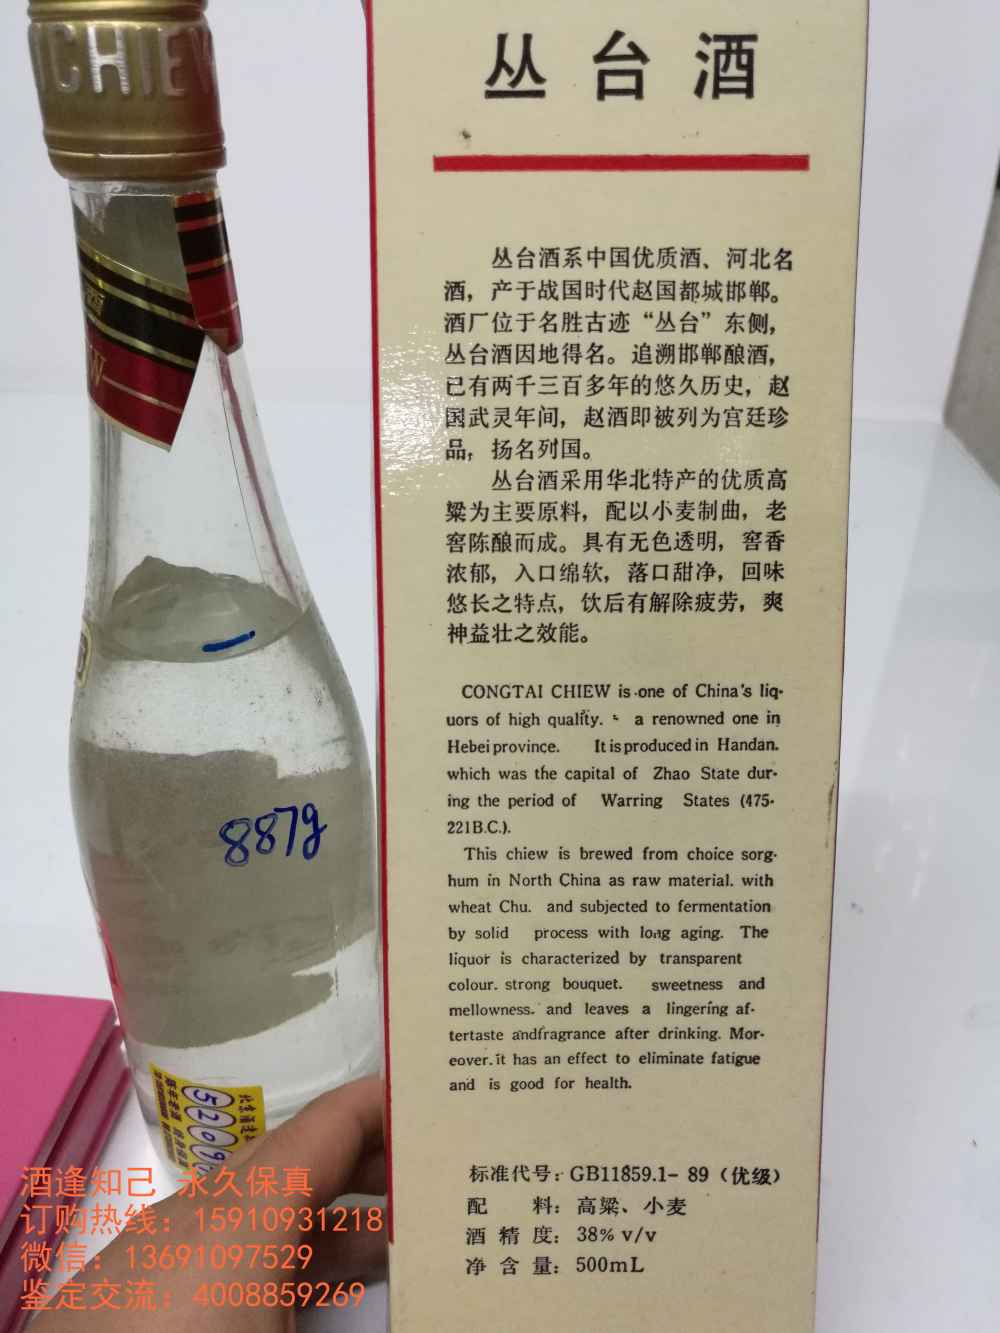 丛台酒
丛台酒系中国优质酒、河北名
酒，产于战国时代赵国都城邯郸。
酒厂位于名胜古迹“丛台”东侧，
丛台酒因地得名。追溯邯郸酿酒，
已有两千三百多年的悠久历史，赵
国武灵年间，赵酒即被列为宫廷珍
品，扬名列国。
丛台酒采用华北特产的优质高
粱为主要原料，配以小麦制曲，老
窖陈酿而成。具有无色透明，窖香
浓郁，入口绵软，落口甜净，回味
悠长之特点，饮后有解除疲劳，爽
神益壮之效能。
CONGTAI CHIEW is one of China's liq-
uors of high quality. a renowned one in
Hebei province. It is produced in Handan.
which was the capital of Zhao State dur-
ing the period of Warring States (475-
221B.C.).
This chiew is brewed from choice sorg-
hum in North China as raw material. with
wheat Chu. and subjected to fermentation
by solid process with long aging. The
liquor is characterized by transparent
colour. strong bouquet. sweetness and
mellowness. and leaves a lingering af-
tertaste andfragrance after drinking. Mor-
eover. it has an effect to eliminate fatigue
and is good for health.
标准代号：GB11859.1-89（优级）
配 料：高粱、小麦
酒精度：38% v/v
净含量：500mL
CHIEW
887g
5209
酒逢知己 永久保真
订购热线：15910931218
微信：13691097529
鉴定交流：4008859269